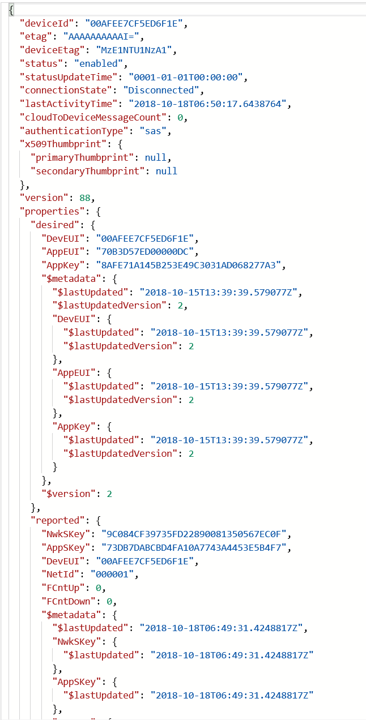 {
"deviceId": "00AFEE7CF5ED6F1E",
"etag": "AAAAAAAAAAI=",
"deviceEtag": "MzE1NTU1NzA1",
"status": "enabled",
"statusUpdateTime": "0001-01-01T00:00:00",
"connectionState": "Disconnected",
"lastActivityTime": "2018-10-18T06:50:17.6438764",
"cloudToDeviceMessageCount": 0,
"authenticationType": "sas",
"x509Thumbprint": {
"primaryThumbprint": null,
"secondaryThumbprint": null
},
"version": 88,
"properties": {
"desired": {
"DevEUI": "00AFEE7CF5ED6F1E",
"AppEUI": "70B3D57ED00000DC",
"AppKey": "8AFE71A145B253E49C3031AD068277A3",
"$metadata": {
"$lastUpdated": "2018-10-15T13:39:39.579077Z",
"$lastUpdatedVersion": 2,
"DevEUI": {
"$lastUpdated": "2018-10-15T13:39:39.579077Z",
"$lastUpdatedVersion": 2
},
"AppEUI": {
"$lastUpdated": "2018-10-15T13:39:39.579077Z",
"$lastUpdatedVersion": 2
},
"AppKey": {
"$lastUpdated": "2018-10-15T13:39:39.579077Z",
"$lastUpdatedVersion": 2
}
},
"$version": 2
},
"reported": {
"NwkSKey": "9C084CF39735FD22890081350567EC0F",
"AppSKey": "73DB7DABCBD4FA10A7743A4453E5B4F7",
"DevEUI": "00AFEE7CF5ED6F1E",
"NetId": "000001",
"FCntUp": 0,
"FCntDown": 0,
"$metadata": {
"$lastUpdated": "2018-10-18T06:49:31.4248817Z",
"NwkSKey": {
"$lastUpdated": "2018-10-18T06:49:31.4248817Z"
},
"AppSKey": {
"$lastUpdated": "2018-10-18T06:49:31.4248817Z"
},